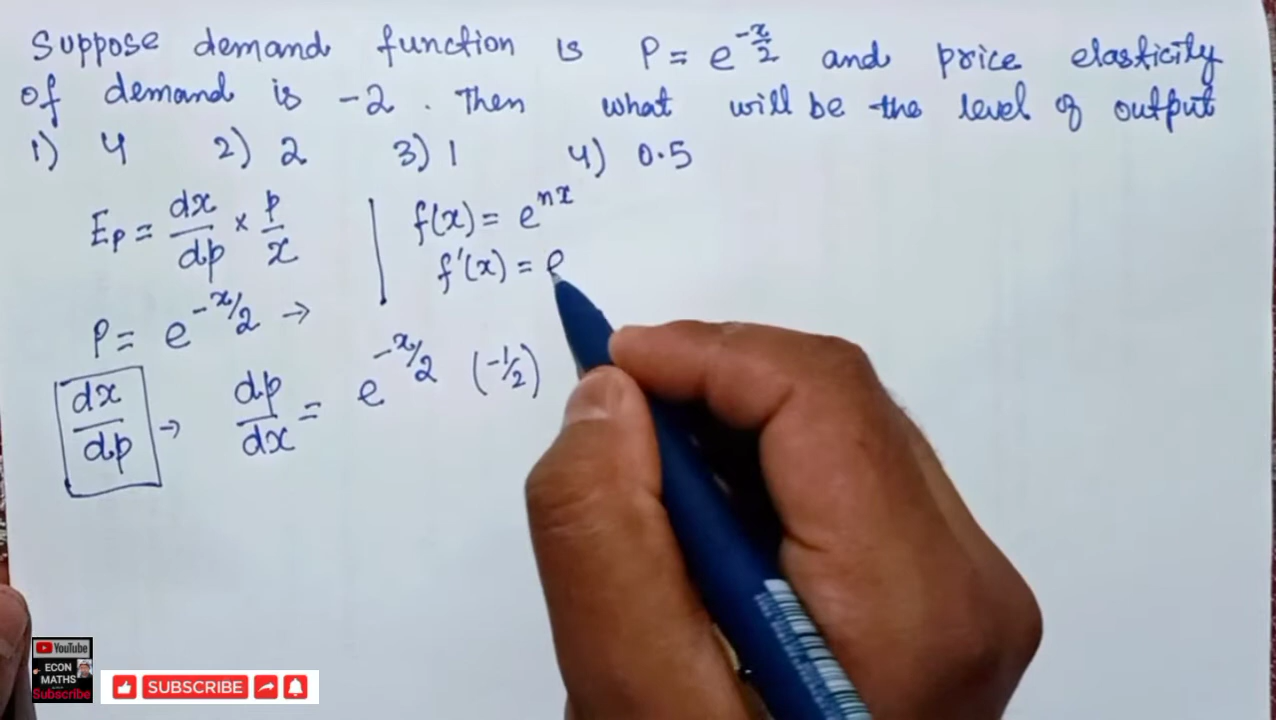 Suppose demand function is P = e^{-x/2} and price elasticity
of demand is -2. Then what will be the level of output
1) 4 2) 2 3) 1 4) 0.5
Ep = dx/dp × p/x
f(x) = e^{nx}
f'(x) = e
P = e^{-x/2} →
dx/dp → dp/dx = e^{-x/2} (-1/2)
YouTube
ECON
MATHS
Subscribe
SUBSCRIBE